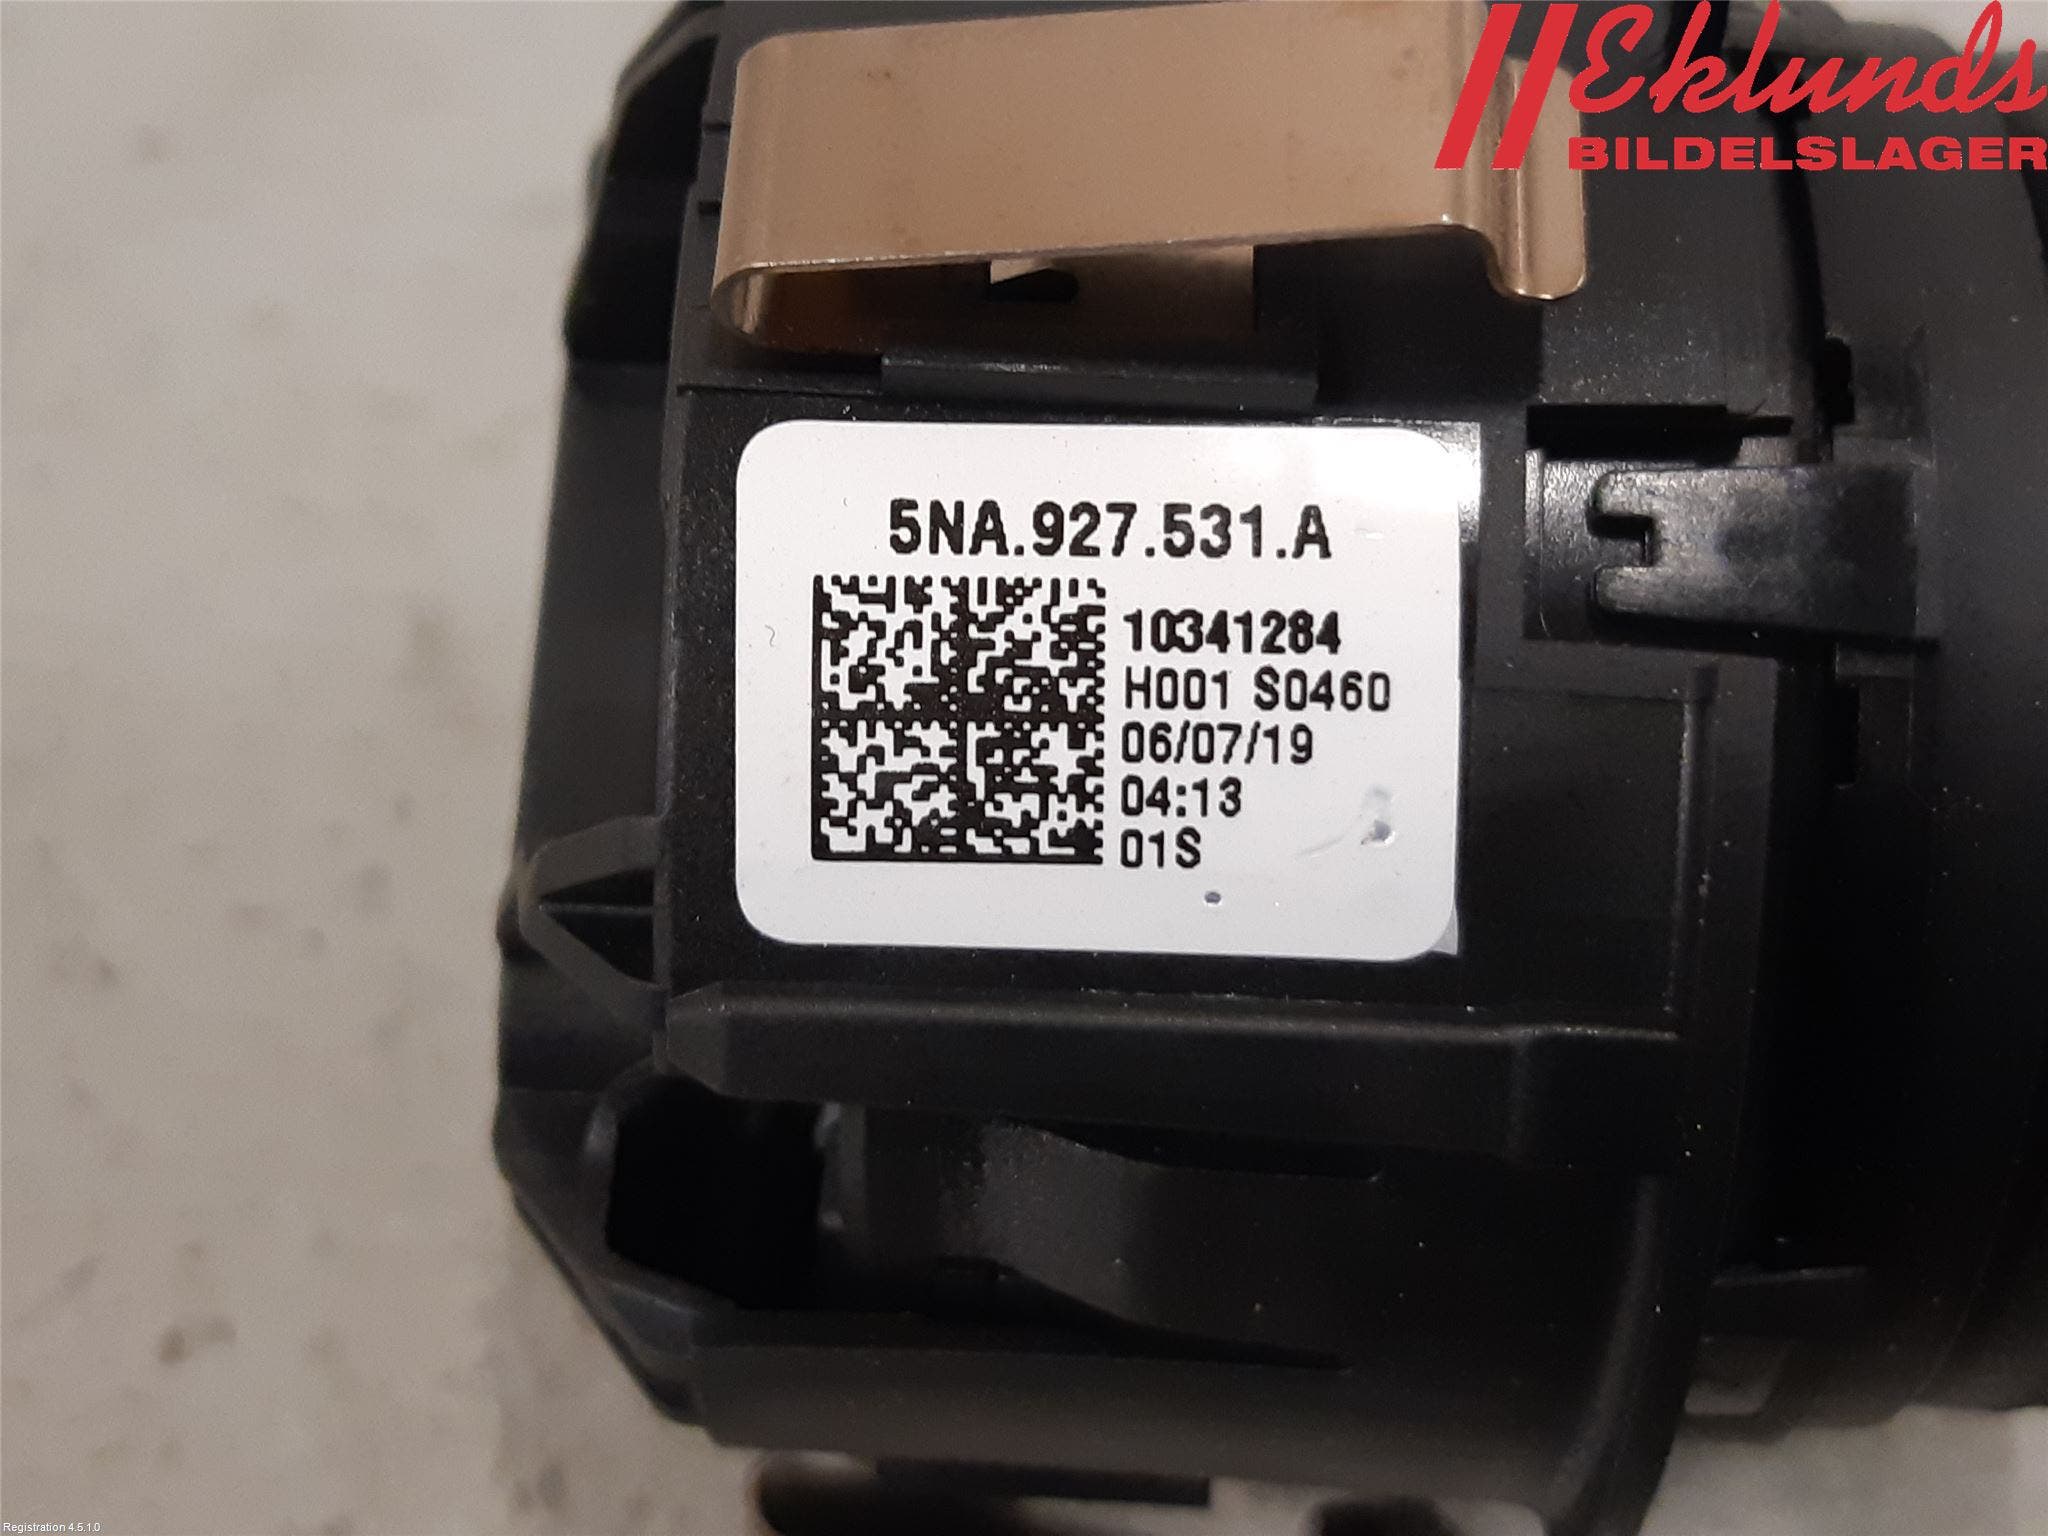 Eklunds
BILDELSLAGER
5NA.927.531.A
10341284
H001 S0460
06/07/19
04:13
01S
Registration 4.5.1.0